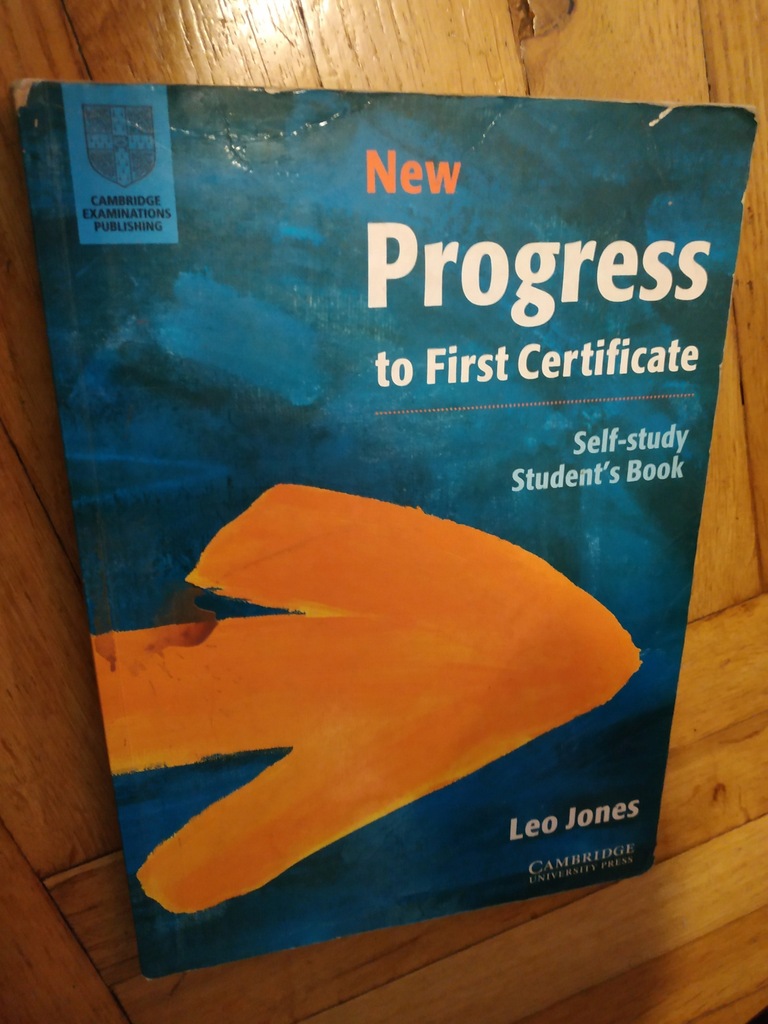 CAMBRIDGE
EXAMINATIONS
PUBLISHING
New
Progress
to First Certificate
Self-study
Student's Book
Leo Jones
CAMBRIDGE
UNIVERSITY PRESS